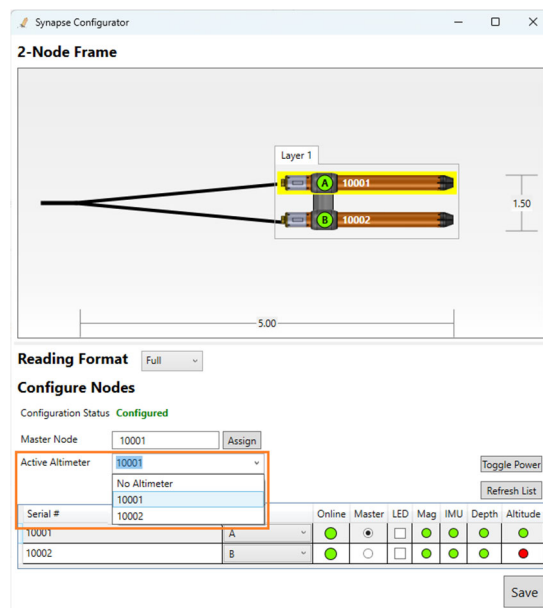 Synapse Configurator
2-Node Frame
Layer 1
A 10001
1.50
B 10002
5.00
Reading Format Full
Configure Nodes
Configuration Status Configured
Master Node 10001 Assign
Active Altimeter 10001
Toggle Power
No Altimeter
10001
Refresh List
10002
Serial # Online Master LED Mag IMU Depth Altitude
10001 A
10002 B
Save